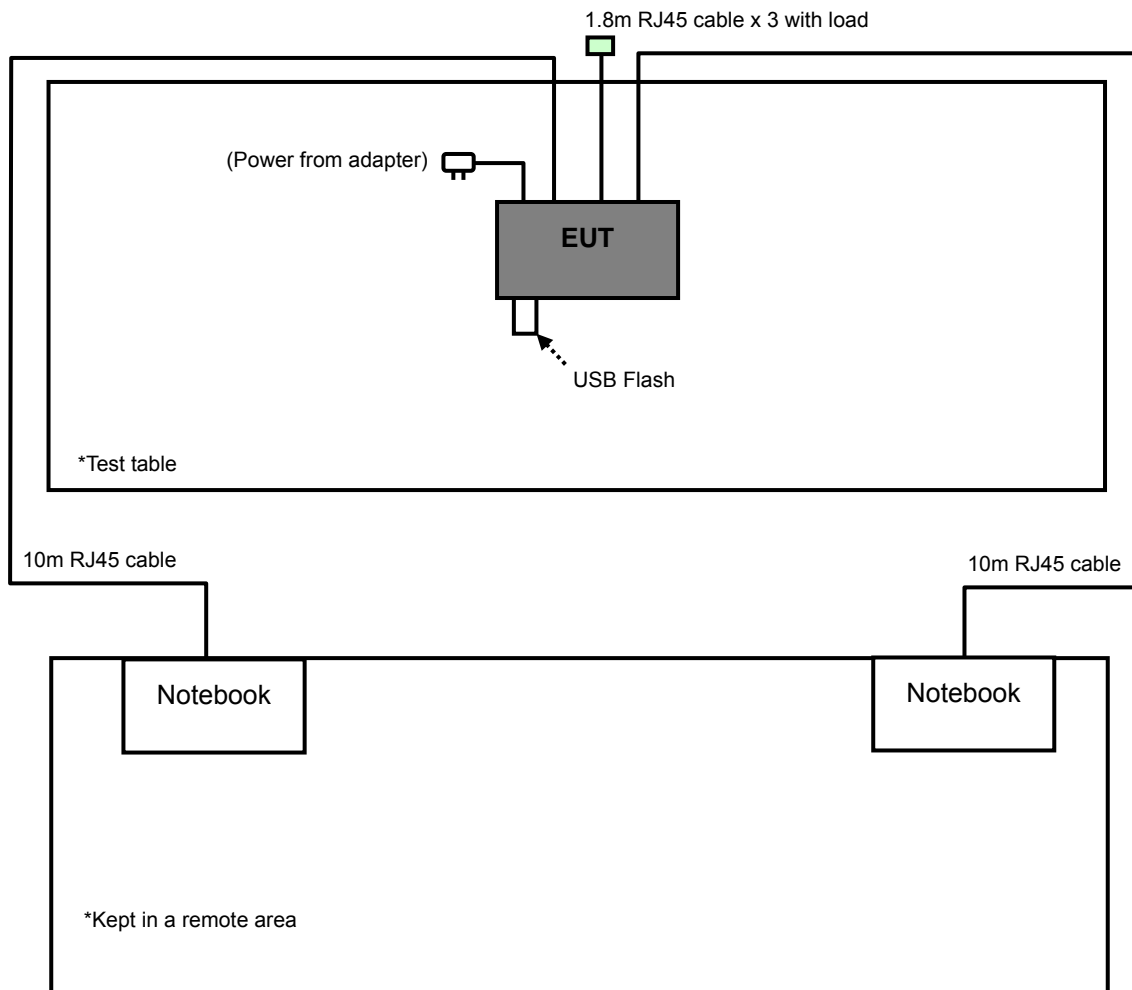 1.8m RJ45 cable x 3 with load
(Power from adapter)
EUT
USB Flash
*Test table
10m RJ45 cable
10m RJ45 cable
Notebook
Notebook
*Kept in a remote area